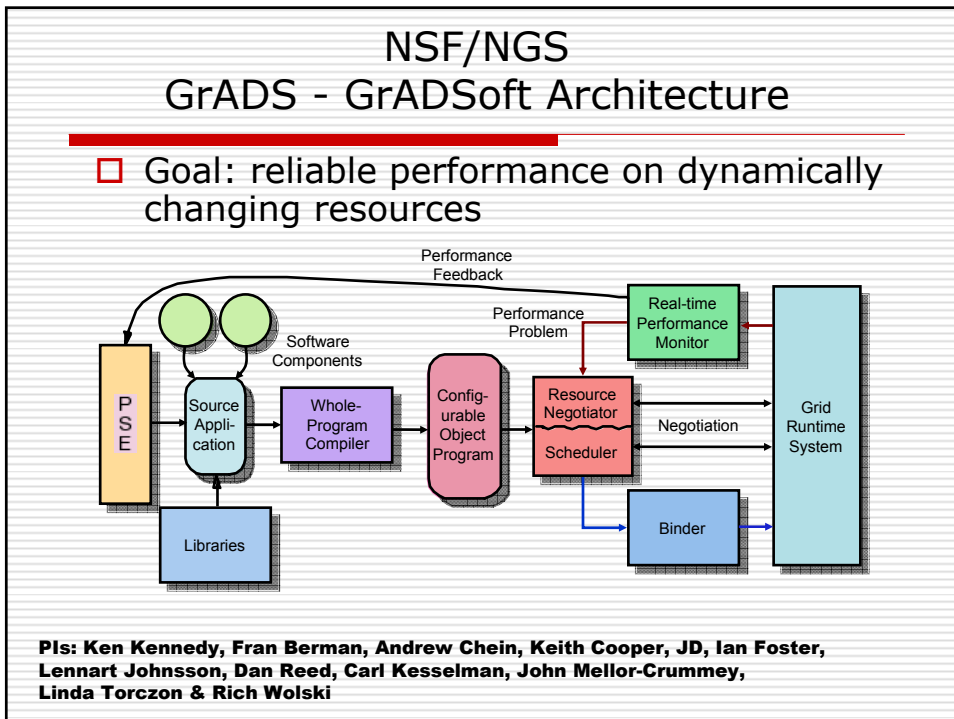 NSF/NGS
GrADS - GrADSoft Architecture
Goal: reliable performance on dynamically
changing resources
Performance
Feedback
Software
Components
Performance
Problem
Real-time
Performance
Monitor
P
S
E
Source
Appli-
cation
Whole-
Program
Compiler
Config-
urable
Object
Program
Resource
Negotiator
Scheduler
Negotiation
Grid
Runtime
System
Libraries
Binder
PIs: Ken Kennedy, Fran Berman, Andrew Chein, Keith Cooper, JD, Ian Foster,
Lennart Johnsson, Dan Reed, Carl Kesselman, John Mellor-Crummey,
Linda Torczon & Rich Wolski